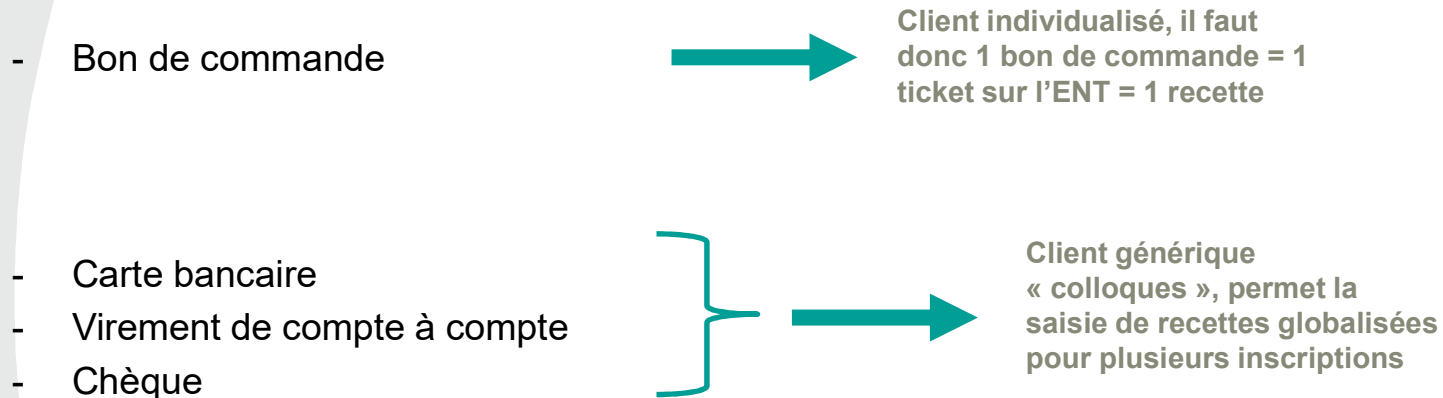 - Bon de commande
Client individualisé, il faut
donc 1 bon de commande = 1
ticket sur l’ENT = 1 recette
- Carte bancaire
- Virement de compte à compte
- Chèque
Client générique
« colloques », permet la
saisie de recettes globalisées
pour plusieurs inscriptions